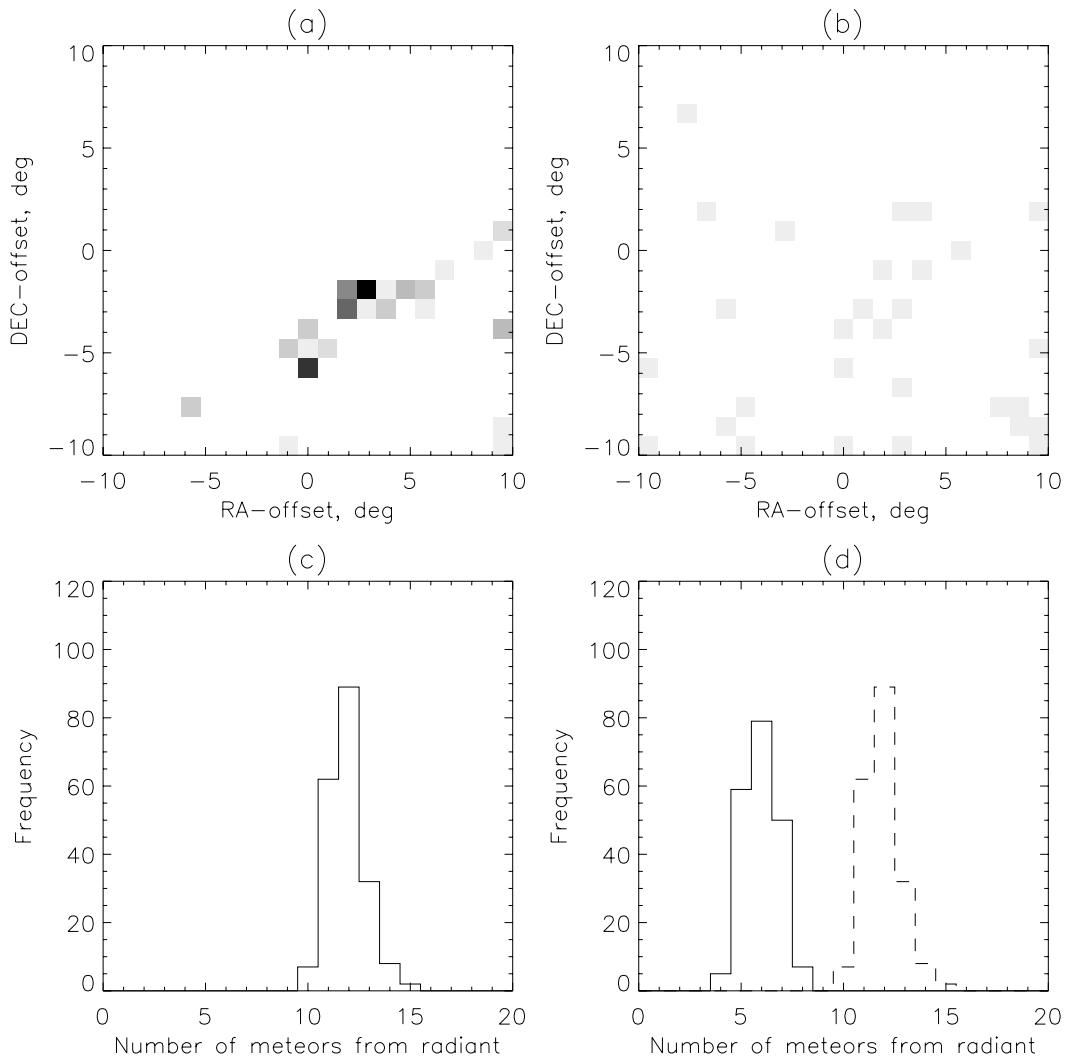 (a)
(b)
10
5
0
−5
−10
DEC−offset, deg
−10 −5 0 5 10
RA−offset, deg
10
5
0
−5
−10
DEC−offset, deg
−10 −5 0 5 10
RA−offset, deg
(c)
(d)
120
100
80
60
40
20
0
Frequency
0 5 10 15 20
Number of meteors from radiant
120
100
80
60
40
20
0
Frequency
0 5 10 15 20
Number of meteors from radiant